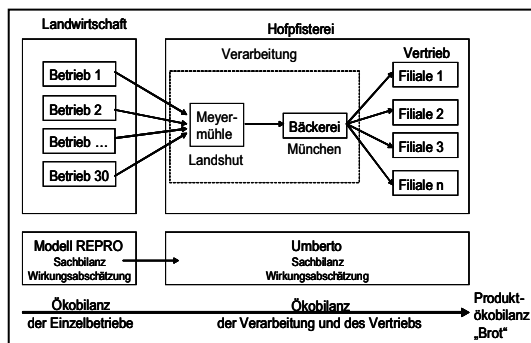 Landwirtschaft
Hofpfisterei
Verarbeitung
Vertrieb
Betrieb 1
Betrieb 2
Betrieb ...
Betrieb 30
Meyer-
mühle
Landshut
Bäckerei
München
Filiale 1
Filiale 2
Filiale 3
Filiale n
Modell REPRO
Sachbilanz
Wirkungsabschätzung
Umberto
Sachbilanz
Wirkungsabschätzung
Ökobilanz
der Einzelbetriebe
Ökobilanz
der Verarbeitung und des Vertriebs
Produkt-
ökobilanz
„Brot“